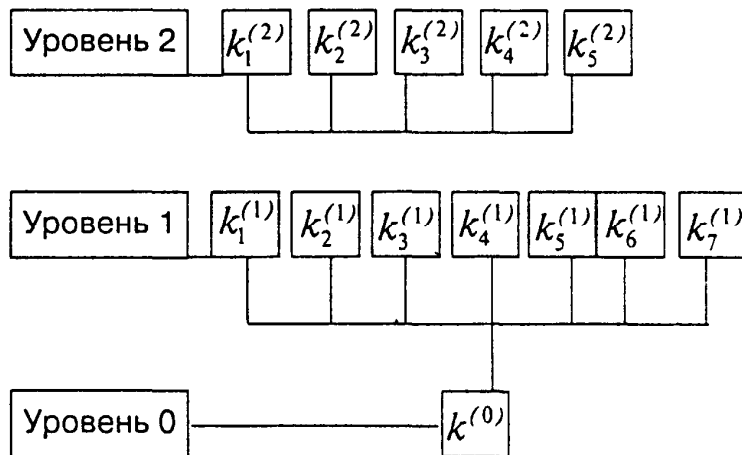 Уровень 2 k₁⁽²⁾ k₂⁽²⁾ k₃⁽²⁾ k₄⁽²⁾ k₅⁽²⁾
Уровень 1 k₁⁽¹⁾ k₂⁽¹⁾ k₃⁽¹⁾ k₄⁽¹⁾ k₅⁽¹⁾ k₆⁽¹⁾ k₇⁽¹⁾
Уровень 0 k⁽⁰⁾